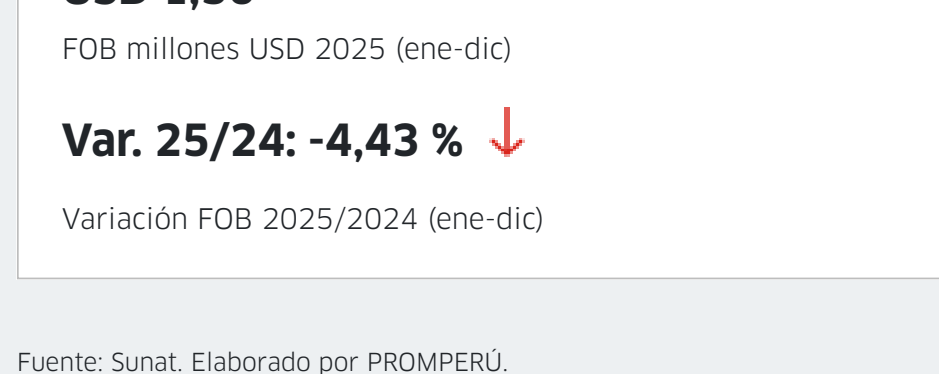 FOB millones USD 2025 (ene-dic)
Var. 25/24: -4,43 %
Variación FOB 2025/2024 (ene-dic)
Fuente: Sunat. Elaborado por PROMPERÚ.